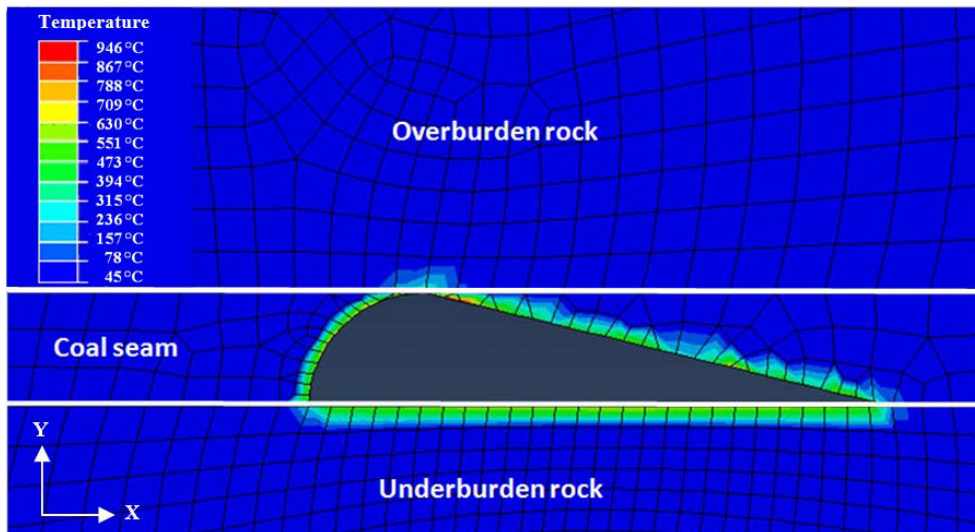 Temperature
946°C
867°C
788°C
709°C
630°C
551°C
473°C
394°C
315°C
236°C
157°C
78°C
45°C
Overburden rock
Coal seam
Underburden rock
Y
X